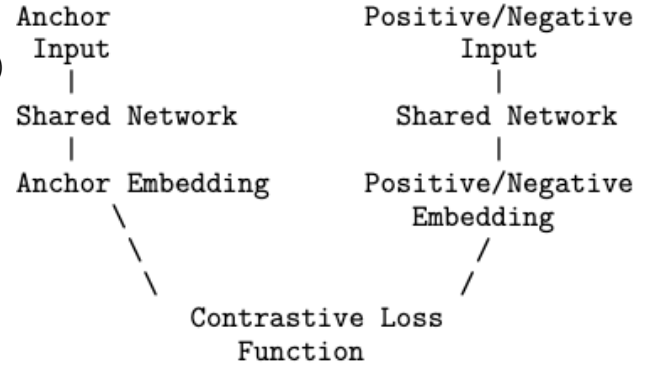 Anchor Positive/Negative
Input Input
)
| |
Shared Network Shared Network
| |
Anchor Embedding Positive/Negative
\ Embedding
\ /
\ /
Contrastive Loss
Function